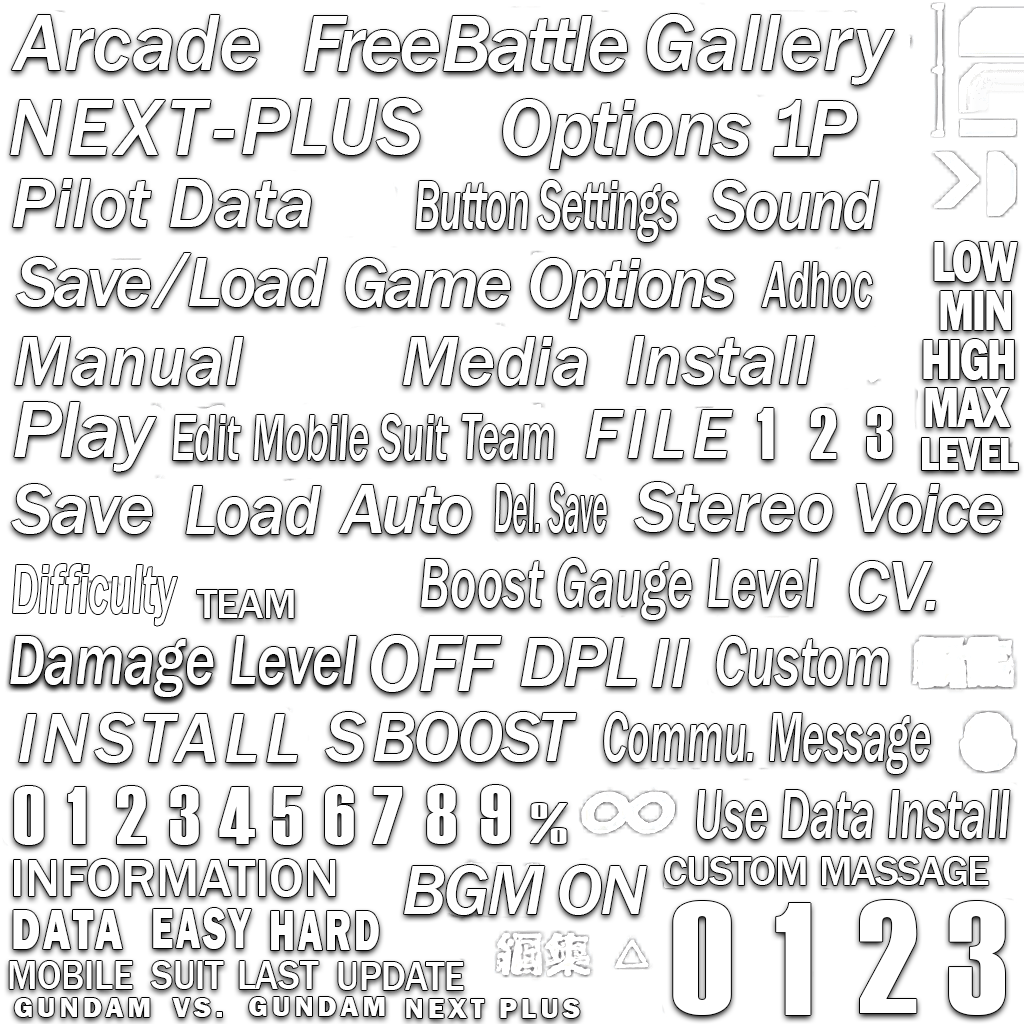 Arcade FreeBattle Gallery
NEXT-PLUS Options 1P
Pilot Data Button Settings Sound
Save/Load Game Options Adhoc
LOW
MIN
HIGH
MAX
LEVEL
Manual Media Install
Play Edit Mobile Suit Team FILE 1 2 3
Save Load Auto Del. Save Stereo Voice
Difficulty TEAM Boost Gauge Level CV.
Damage Level OFF DPL II Custom
INSTALL S BOOST Commu. Message
0 1 2 3 4 5 6 7 8 9 % ∞ Use Data Install
INFORMATION BGM ON CUSTOM MASSAGE
DATA EASY HARD
編集 △
0 1 2 3
MOBILE SUIT LAST UPDATE
GUNDAM VS. GUNDAM NEXT PLUS